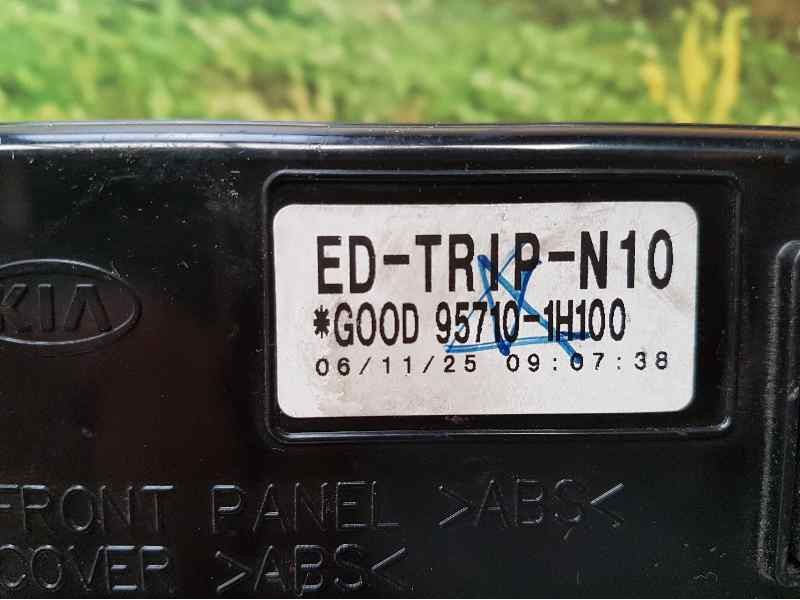 KIA
ED-TRIP-N10
*GOOD 95710-1H100
06/11/25 09:07:38
FRONT PANEL >ABS<
COVER >ABS<